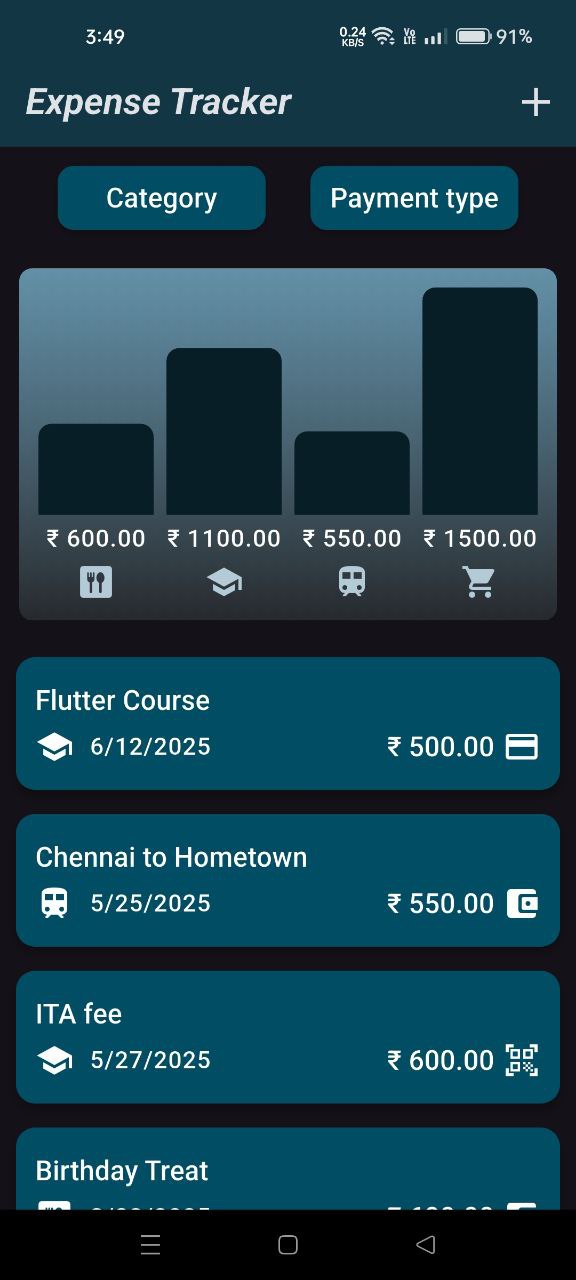 3:49
0.24 KB/S Vo LTE 91%
Expense Tracker
Category Payment type
₹ 600.00 ₹ 1100.00 ₹ 550.00 ₹ 1500.00
Flutter Course
6/12/2025 ₹ 500.00
Chennai to Hometown
5/25/2025 ₹ 550.00
ITA fee
5/27/2025 ₹ 600.00
Birthday Treat